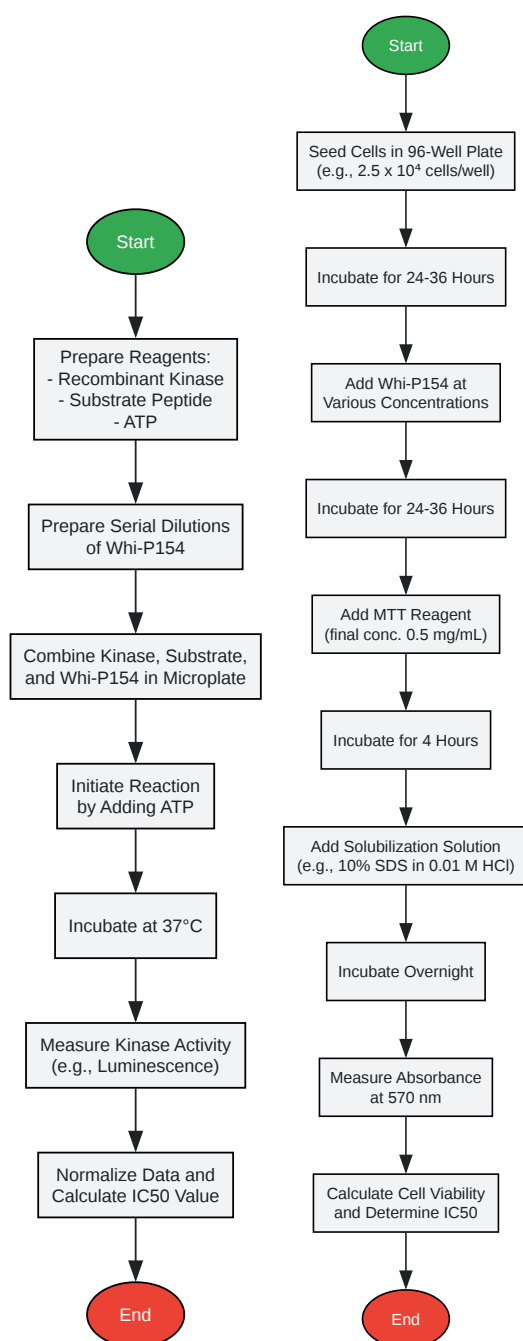 Start
Prepare Reagents:
- Recombinant Kinase
- Substrate Peptide
- ATP
Prepare Serial Dilutions
of Whi-P154
Combine Kinase, Substrate,
and Whi-P154 in Microplate
Initiate Reaction
by Adding ATP
Incubate at 37°C
Measure Kinase Activity
(e.g., Luminescence)
Normalize Data and
Calculate IC50 Value
End
Start
Seed Cells in 96-Well Plate
(e.g., 2.5 x 10⁴ cells/well)
Incubate for 24-36 Hours
Add Whi-P154 at
Various Concentrations
Incubate for 24-36 Hours
Add MTT Reagent
(final conc. 0.5 mg/mL)
Incubate for 4 Hours
Add Solubilization Solution
(e.g., 10% SDS in 0.01 M HCl)
Incubate Overnight
Measure Absorbance
at 570 nm
Calculate Cell Viability
and Determine IC50
End